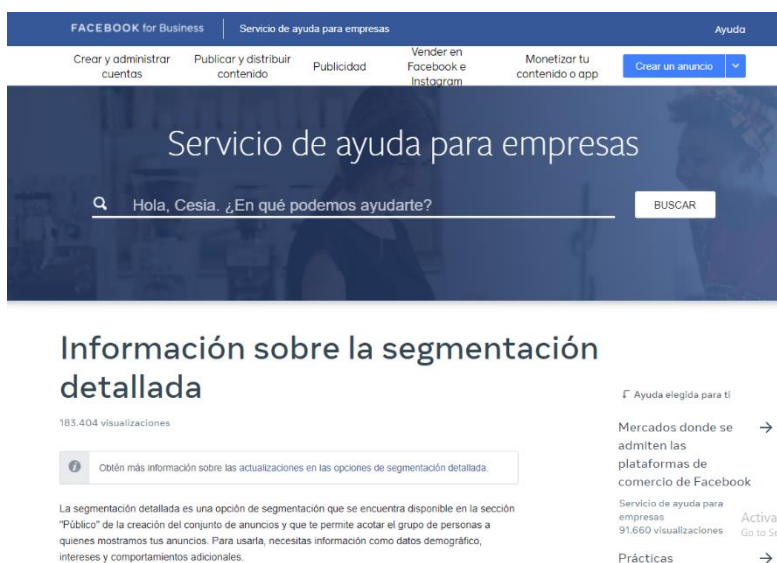 FACEBOOK for Business
Servicio de ayuda para empresas
Ayuda
Crear y administrar
cuentas
Publicar y distribuir
contenido
Publicidad
Vender en
Facebook e
Instagram
Monetizar tu
contenido o app
Crear un anuncio
Servicio de ayuda para empresas
Hola, Cesia. ¿En qué podemos ayudarte?
BUSCAR
Información sobre la segmentación
detallada
183.404 visualizaciones
Obtén más información sobre las actualizaciones en las opciones de segmentación detallada.
La segmentación detallada es una opción de segmentación que se encuentra disponible en la sección
"Público" de la creación del conjunto de anuncios y que te permite acotar el grupo de personas a
quienes mostramos tus anuncios. Para usarla, necesitas información como datos demográfico,
intereses y comportamientos adicionales.
Ayuda elegida para ti
Mercados donde se
admiten las
plataformas de
comercio de Facebook
Servicio de ayuda para
empresas
91.660 visualizaciones
Prácticas
Activa
Go to Se